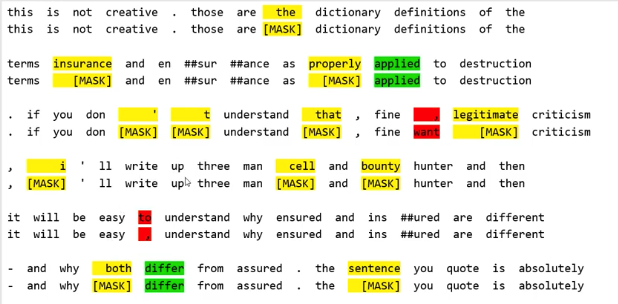 this is not creative . those are the dictionary definitions of the
this is not creative . those are [MASK] dictionary definitions of the
terms insurance and en ##sur ##ance as properly applied to destruction
terms [MASK] and en ##sur ##ance as [MASK] applied to destruction
. if you don ' t understand that , fine , legitimate criticism
. if you don [MASK] [MASK] understand [MASK] , fine want [MASK] criticism
, i ' ll write up three man cell and bounty hunter and then
, [MASK] ' ll write up three man [MASK] and [MASK] hunter and then
it will be easy to understand why ensured and ins ##ured are different
it will be easy , understand why ensured and ins ##ured are different
- and why both differ from assured . the sentence you quote is absolutely
- and why [MASK] differ from assured . the [MASK] you quote is absolutely